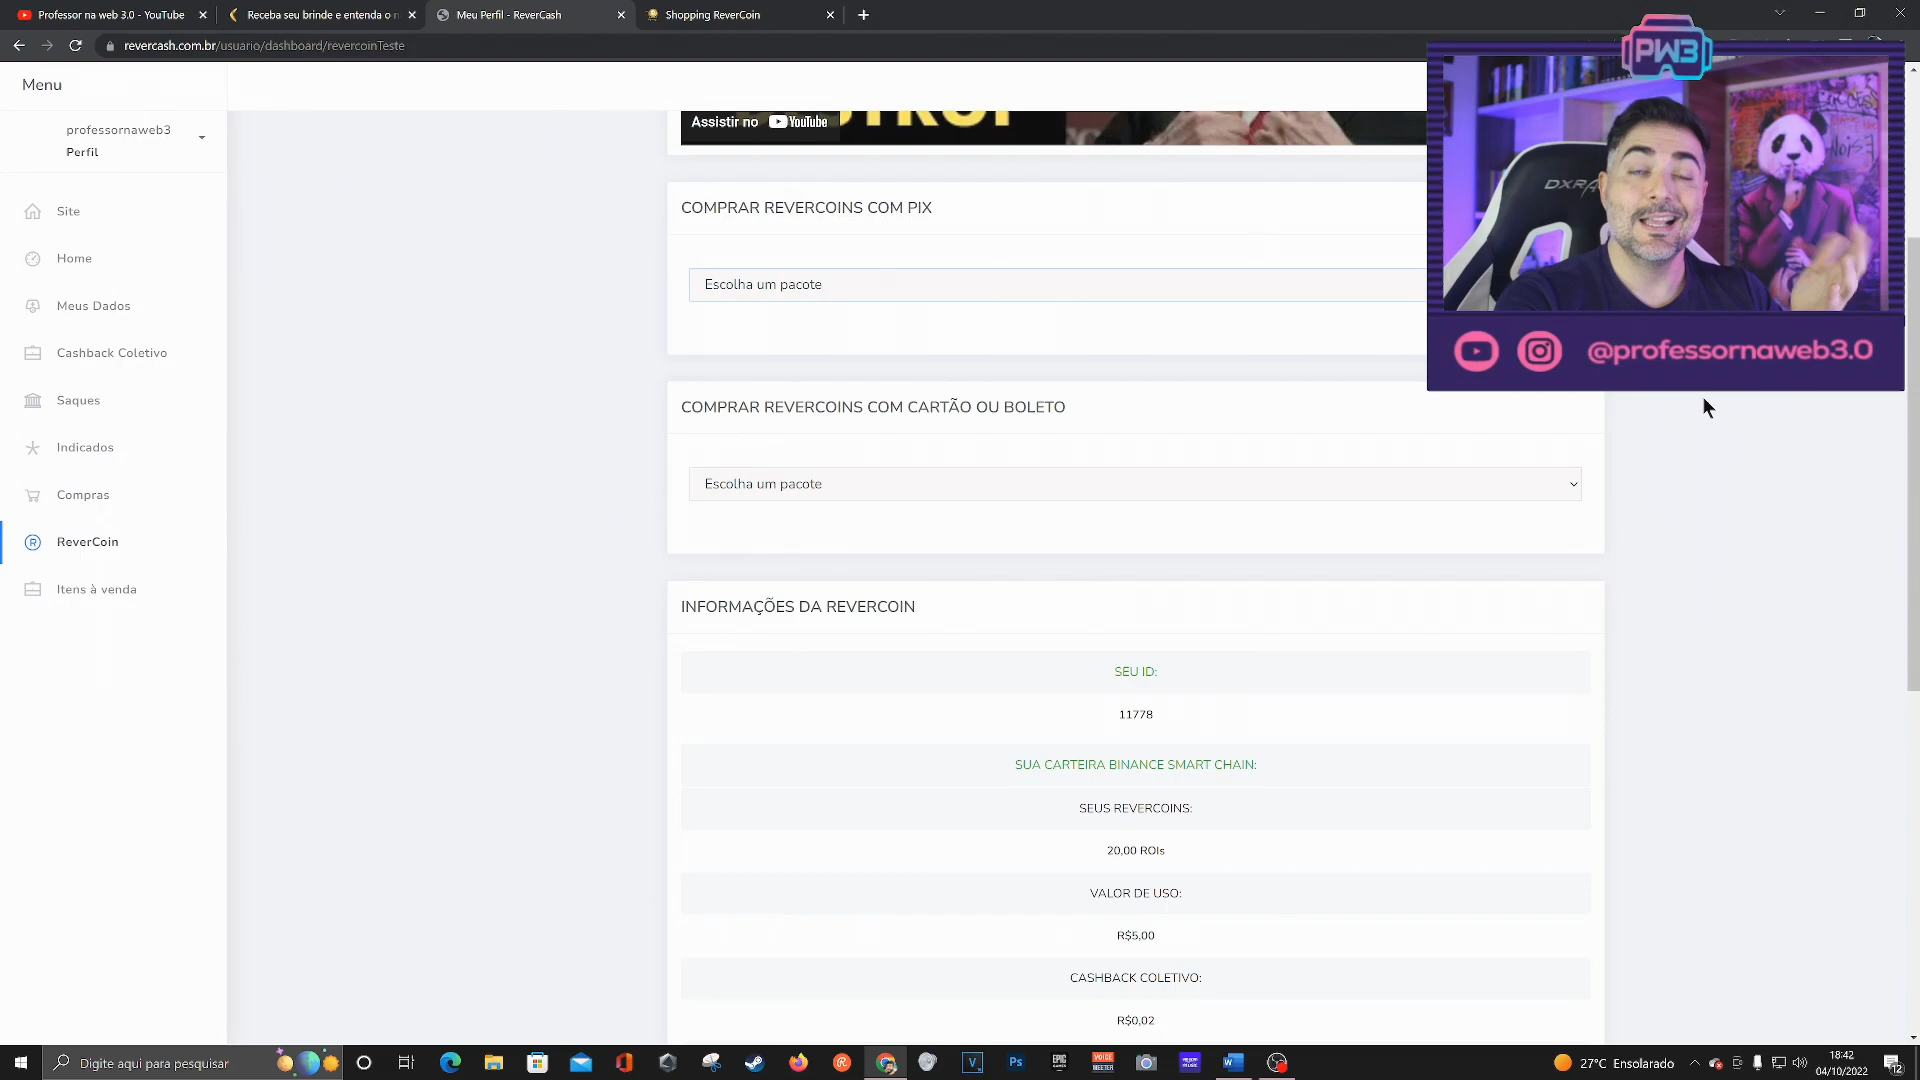 Professor na web 3.0 - YouTube
Receba seu brinde e entenda o n
Meu Perfil - ReverCash
Shopping ReverCoin
revercash.com.br/usuario/dashboard/revercoinTeste
PW3
Menu
professornaweb3
Perfil
Assistir no YouTube
DXRA
Site
COMPRAR REVERCOINS COM PIX
Home
Escolha um pacote
Meus Dados
Cashback Coletivo
@professornaweb3.0
Saques
COMPRAR REVERCOINS COM CARTÃO OU BOLETO
Indicados
Escolha um pacote
Compras
ReverCoin
Itens à venda
INFORMAÇÕES DA REVERCOIN
SEU ID:
11778
SUA CARTEIRA BINANCE SMART CHAIN:
SEUS REVERCOINS:
20,00 ROIs
VALOR DE USO:
R$5,00
CASHBACK COLETIVO:
R$0,02
Digite aqui para pesquisar
27°C Ensolarado
18:42
04/10/2022
12